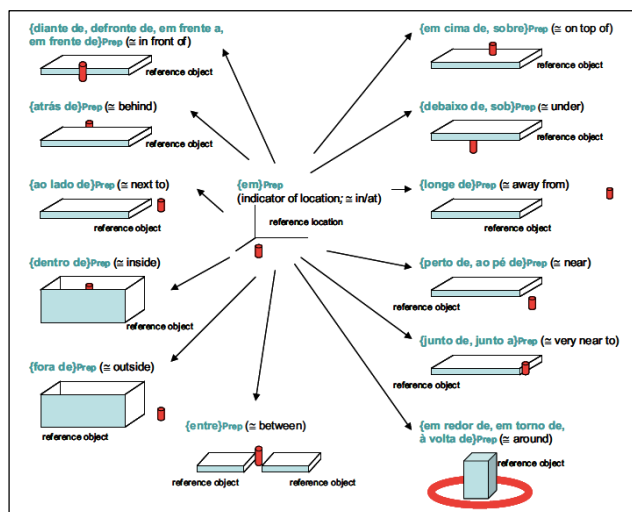 {diante de, defronte de, em frente a,
em frente de}Prep (≅ in front of)
reference object
{atrás de}Prep (≅ behind)
reference object
{ao lado de}Prep (≅ next to)
reference object
{dentro de}Prep (≅ inside)
reference object
{fora de}Prep (≅ outside)
reference object
{em}Prep
(indicator of location; ≅ in/at)
reference location
{entre}Prep (≅ between)
reference object
reference object
{em cima de, sobre}Prep (≅ on top of)
reference object
{debaixo de, sob}Prep (≅ under)
reference object
{longe de}Prep (≅ away from)
reference object
{perto de, ao pé de}Prep (≅ near)
reference object
{junto de, junto a}Prep (≅ very near to)
reference object
{em redor de, em torno de,
à volta de}Prep (≅ around)
reference object